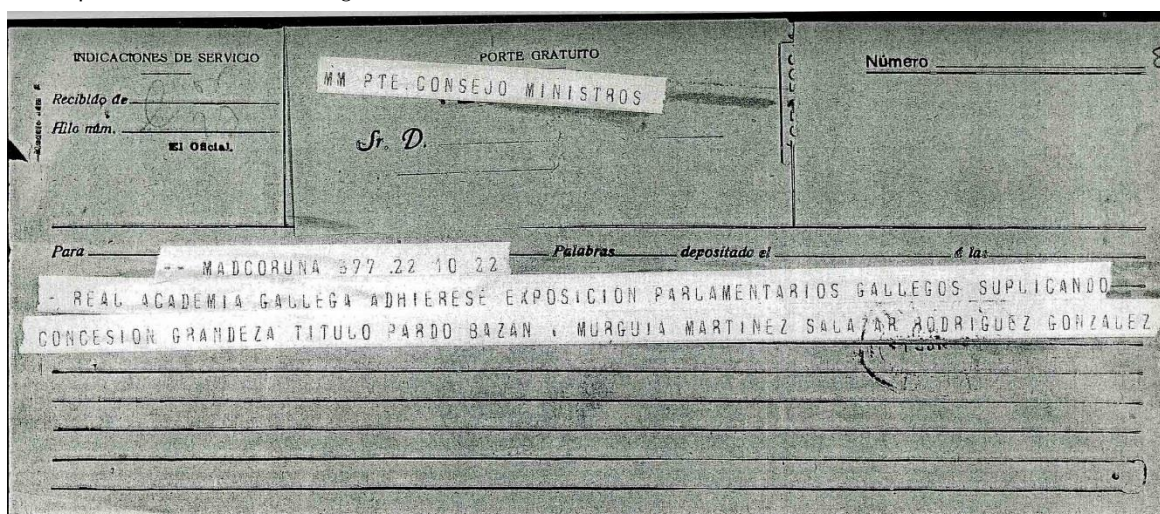 INDICACIONES DE SERVICIO
Recibido de
Hilo núm.
El Oficial.
PORTE GRATUITO
MM PTE.CONSEJO MINISTROS
Sr. D.
Número
Para Palabras depositado el á las
-- MADCORUNA 377 .22 10 22
- REAL ACADEMIA GALLEGA ADHIERESE EXPOSICION PARLAMENTARIOS GALLEGOS SUPLICANDO
CONCESION GRANDEZA TITULO PARDO BAZAN . MURGUIA MARTINEZ SALAZAR RODRIGUEZ GONZALEZ